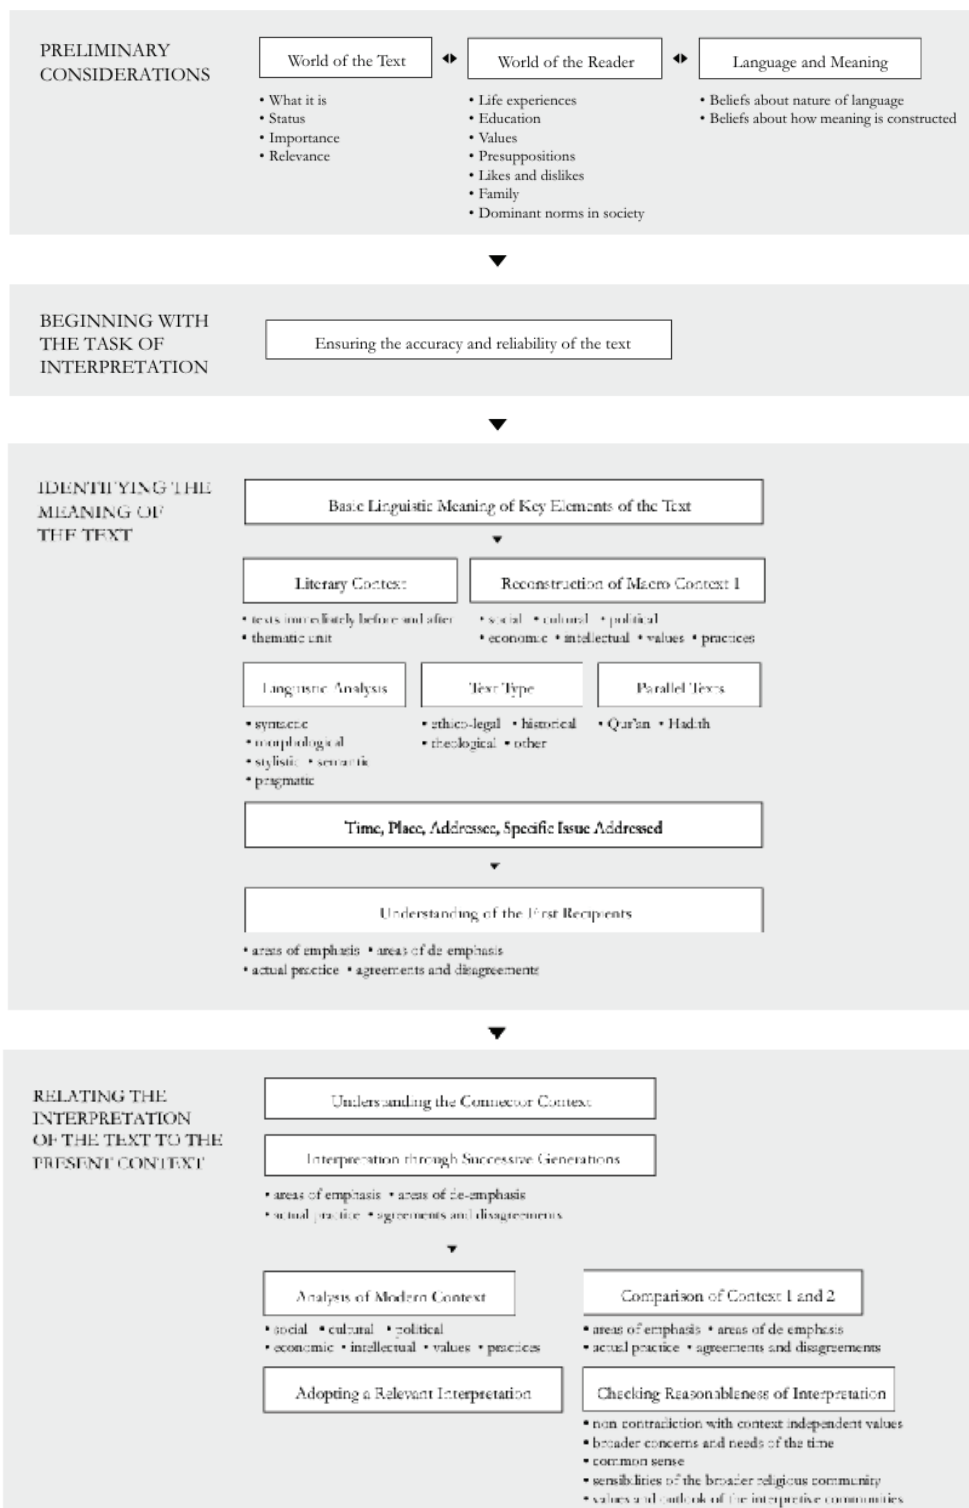 PRELIMINARY
CONSIDERATIONS
World of the Text
• What it is
• Status
• Importance
• Relevance
World of the Reader
• Life experiences
• Education
• Values
• Presuppositions
• Likes and dislikes
• Family
• Dominant norms in society
Language and Meaning
• Beliefs about nature of language
• Beliefs about how meaning is constructed
BEGINNING WITH
THE TASK OF
INTERPRETATION
Ensuring the accuracy and reliability of the text
IDENTIFYING THE
MEANING OF
THE TEXT
Basic Linguistic Meaning of Key Elements of the Text
Literary Context
• texts immediately before and after
• thematic unit
Reconstruction of Macro Context 1
• social • cultural • political
• economic • intellectual • values • practices
Linguistic Analysis
• syntactic
• morphological
• stylistic • semantic
• pragmatic
Text Type
• ethico-legal • historical
• theological • other
Parallel Texts
• Qur'an • Hadith
Time, Place, Addressee, Specific Issue Addressed
Understanding of the First Recipients
• areas of emphasis • areas of de-emphasis
• actual practice • agreements and disagreements
RELATING THE
INTERPRETATION
OF THE TEXT TO THE
PRESENT CONTEXT
Understanding the Connector Context
Interpretation through Successive Generations
• areas of emphasis • areas of de-emphasis
• actual practice • agreements and disagreements
Analysis of Modern Context
• social • cultural • political
• economic • intellectual • values • practices
Comparison of Context 1 and 2
• areas of emphasis • areas of de emphasis
• actual practice • agreements and disagreements
Adopting a Relevant Interpretation
Checking Reasonableness of Interpretation
• non contradiction with context independent values
• broader concerns and needs of the time
• common sense
• sensibilities of the broader religious community
• values and outlook of the interpretive communities